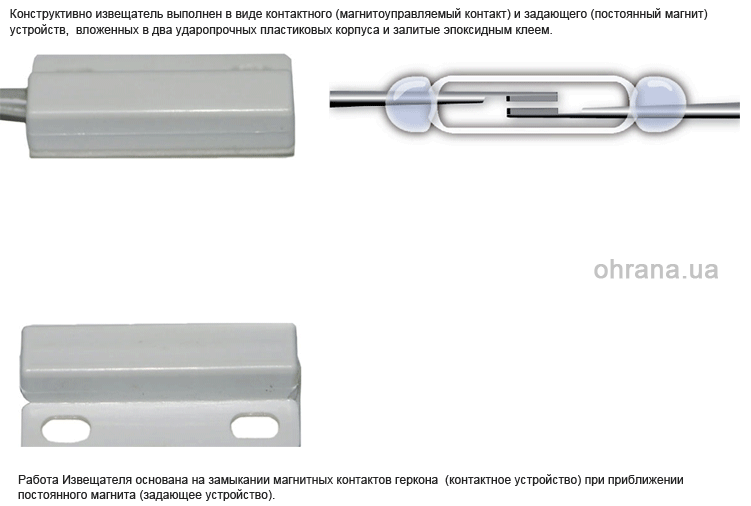 Конструктивно извещатель выполнен в виде контактного (магнитоуправляемый контакт) и задающего (постоянный магнит)
устройств, вложенных в два ударопрочных пластиковых корпуса и залитые эпоксидным клеем.
ohrana.ua
Работа Извещателя основана на замыкании магнитных контактов геркона (контактное устройство) при приближении
постоянного магнита (задающее устройство).